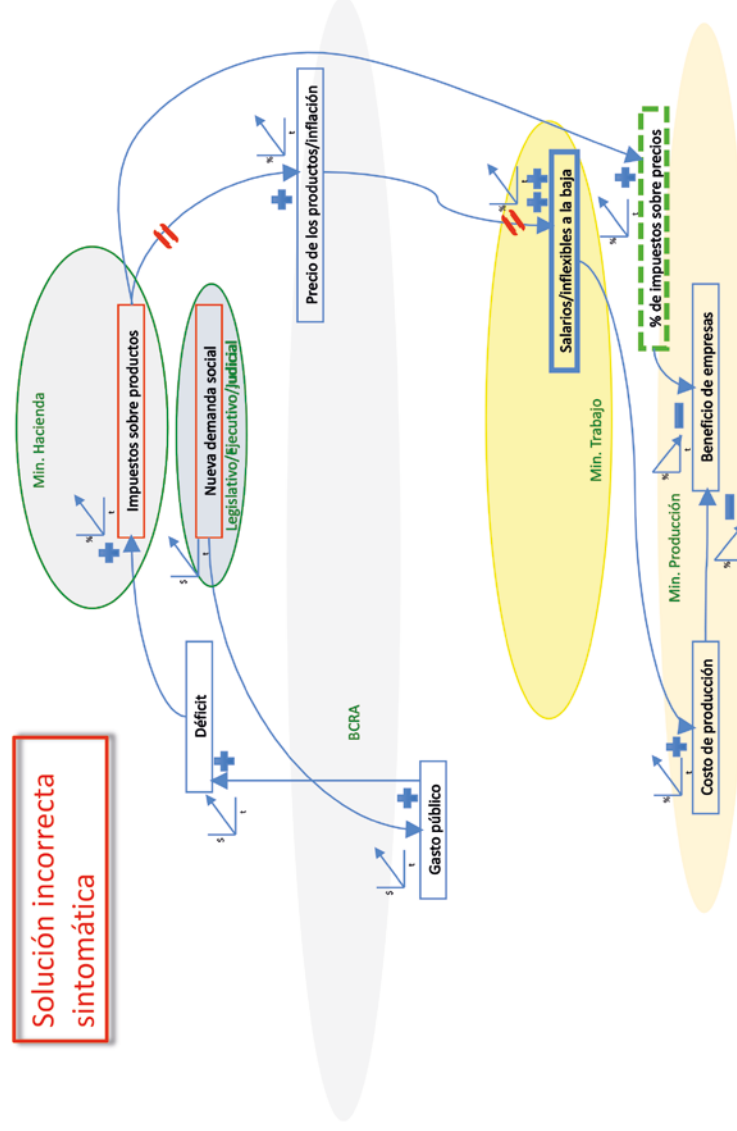 Solución incorrecta
sintomática
Min. Hacienda
%
t
Impuestos sobre productos
$
t
Nueva demanda social
Legislativo/Ejecutivo/Judicial
Déficit
$
t
%
t
Precio de los productos/inflación
BCRA
$
t
Gasto público
%
t
Salarios/inflexibles a la baja
Min. Trabajo
%
t
% de impuestos sobre precios
Min. Producción
%
t
Costo de producción
%
t
Beneficio de empresas
%